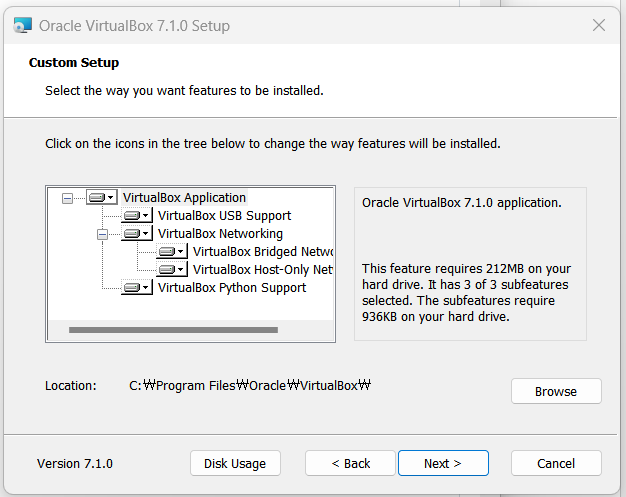 Oracle VirtualBox 7.1.0 Setup
Custom Setup
Select the way you want features to be installed.
Click on the icons in the tree below to change the way features will be installed.
VirtualBox Application
VirtualBox USB Support
VirtualBox Networking
VirtualBox Bridged Netwo
VirtualBox Host-Only Net
VirtualBox Python Support
Oracle VirtualBox 7.1.0 application.
This feature requires 212MB on your
hard drive. It has 3 of 3 subfeatures
selected. The subfeatures require
936KB on your hard drive.
Location:
C:₩Program Files₩Oracle₩VirtualBox₩
Browse
Version 7.1.0
Disk Usage
< Back
Next >
Cancel